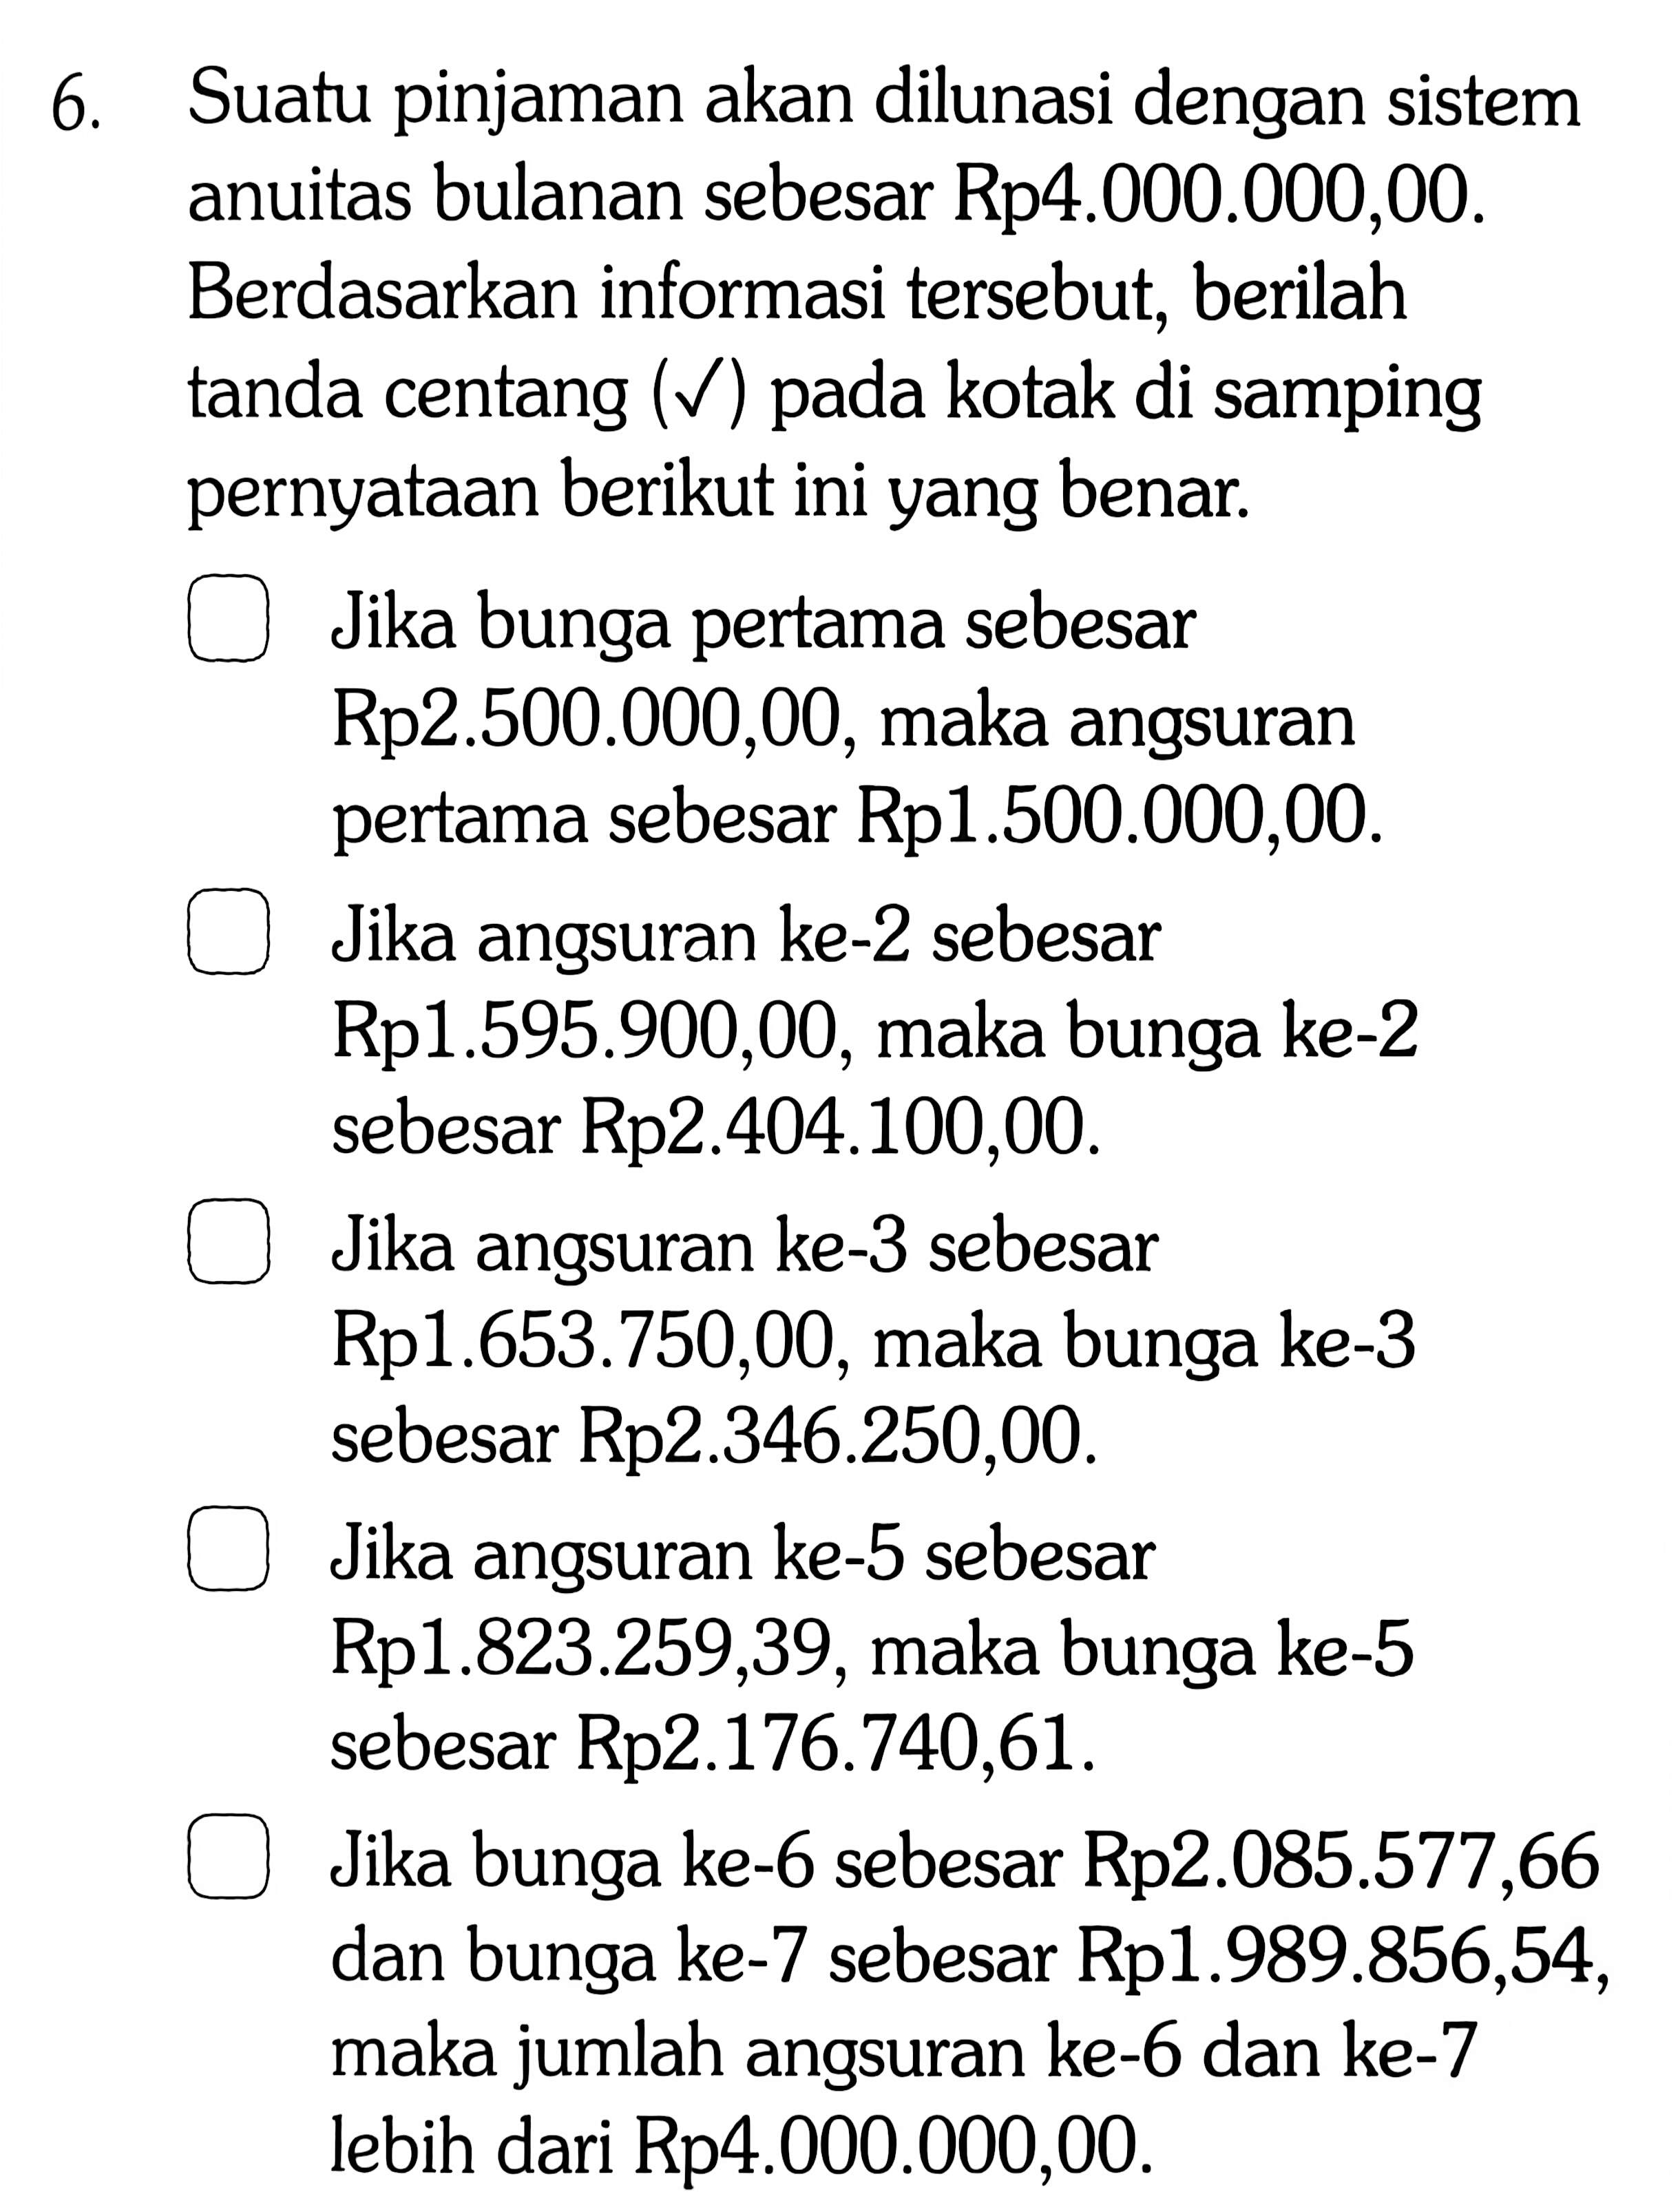 6. Suatu pinjaman akan dilunasi dengan sistem
anuitas bulanan sebesar Rp4.000.000,00.
Berdasarkan informasi tersebut, berilah
tanda centang (✓) pada kotak di samping
pernyataan berikut ini yang benar.
Jika bunga pertama sebesar
Rp2.500.000,00, maka angsuran
pertama sebesar Rp1.500.000,00.
Jika angsuran ke-2 sebesar
Rp1.595.900,00, maka bunga ke-2
sebesar Rp2.404.100,00.
Jika angsuran ke-3 sebesar
Rp1.653.750,00, maka bunga ke-3
sebesar Rp2.346.250,00.
Jika angsuran ke-5 sebesar
Rp1.823.259,39, maka bunga ke-5
sebesar Rp2.176.740,61.
Jika bunga ke-6 sebesar Rp2.085.577,66
dan bunga ke-7 sebesar Rp1.989.856,54,
maka jumlah angsuran ke-6 dan ke-7
lebih dari Rp4.000.000,00.